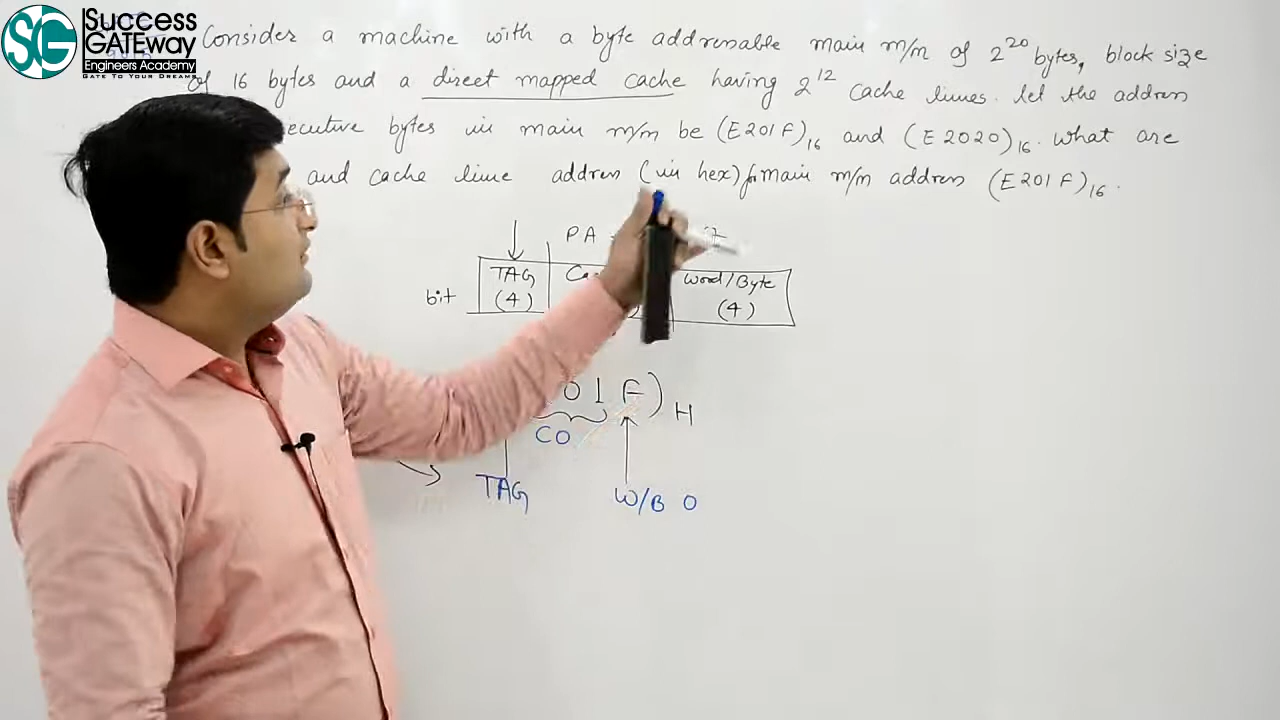 Success
GATEway
Engineers Academy
GATE TO YOUR DREAMS
SG
Consider a machine with a byte addressable main m/m of 2^20 bytes, block size
of 16 bytes and a direct mapped cache having 2^12 cache lines. let the address
ecutive bytes in main m/m be (E201F)16 and (E2020)16. What are
and cache line address (in hex) for main m/m address (E201F)16.
PA
bit
TAG
(4)
Word/Byte
(4)
0 1 F) H
CO
TAG
W/B O